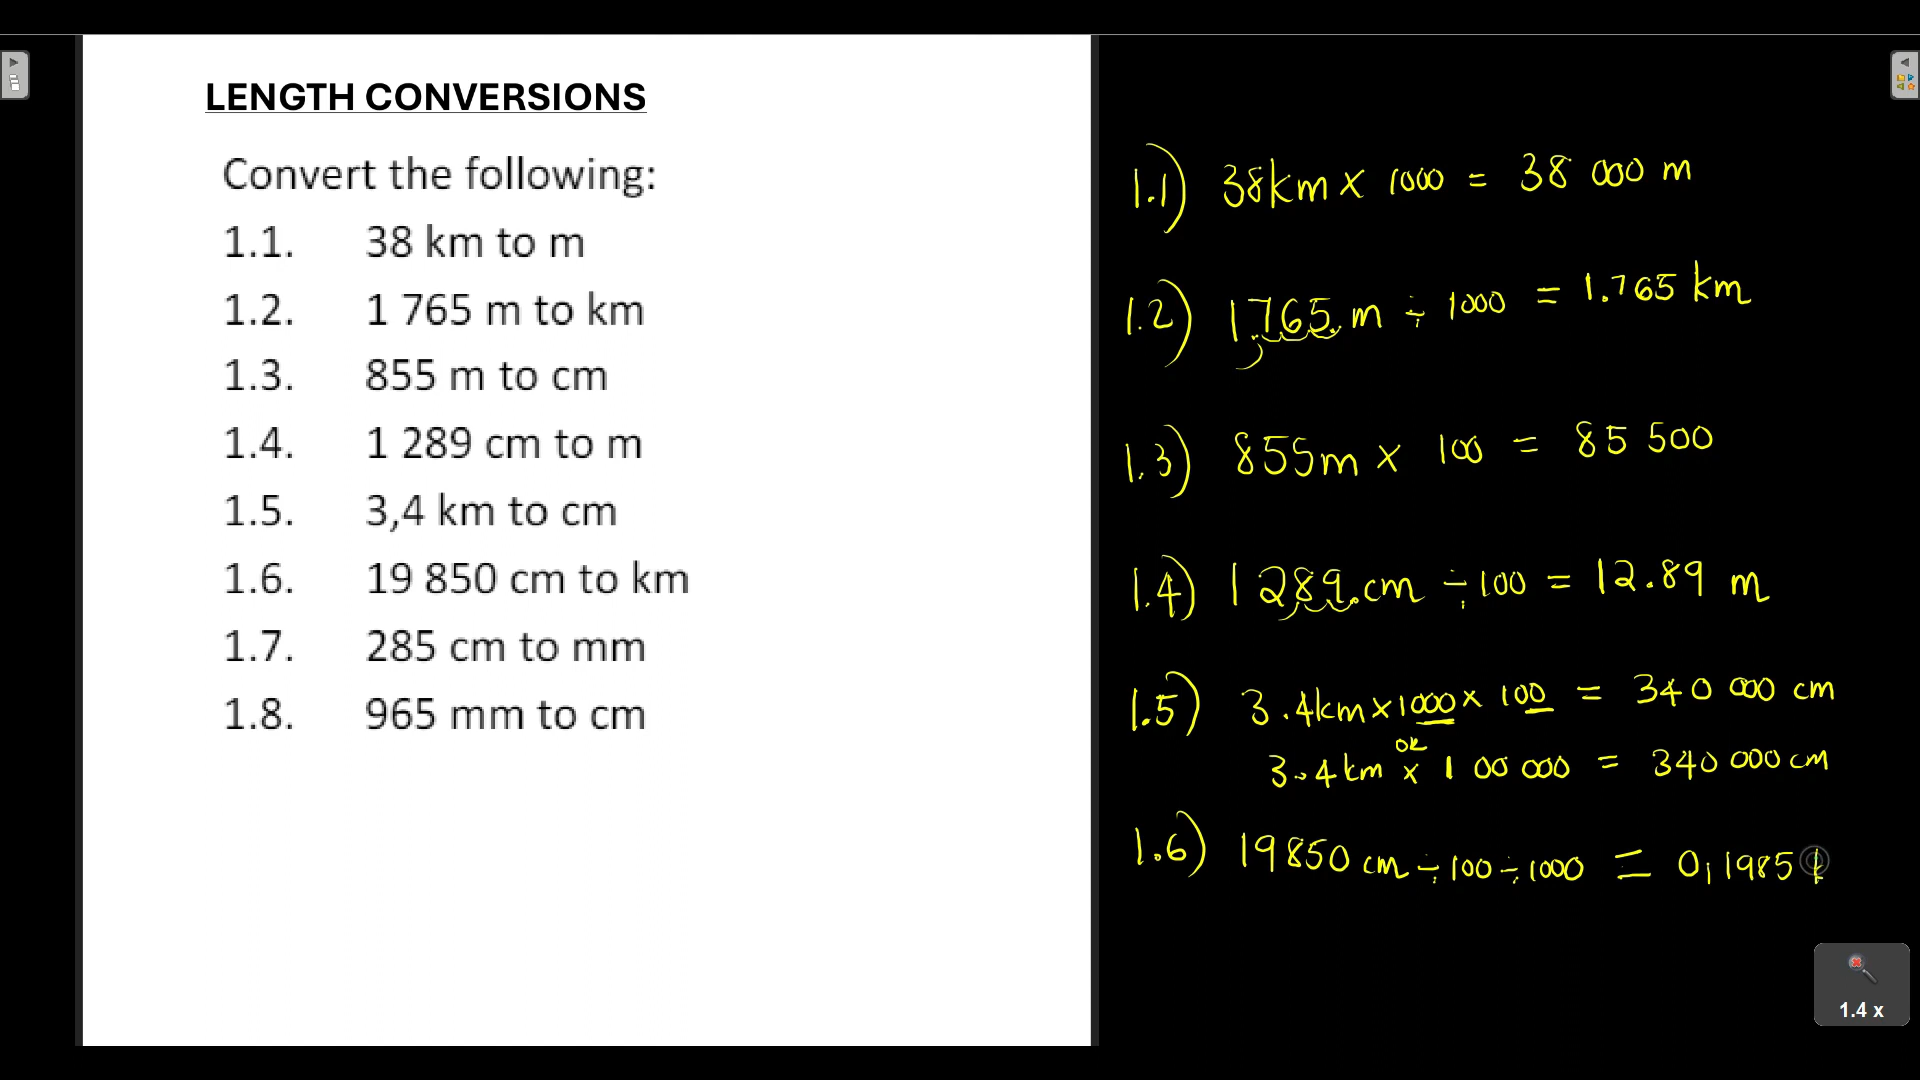 LENGTH CONVERSIONS
Convert the following:
1.1. 38 km to m
1.2. 1 765 m to km
1.3. 855 m to cm
1.4. 1 289 cm to m
1.5. 3,4 km to cm
1.6. 19 850 cm to km
1.7. 285 cm to mm
1.8. 965 mm to cm
1.1) 38km x 1000 = 38 000 m
1.2) 1765.m ÷ 1000 = 1.765 km
1.3) 855m x 100 = 85 500
1.4) 1 289.cm ÷100 = 12.89 m
1.5) 3.4km x 1000 x 100 = 340 000 cm
OR
3.4km x 1 00 000 = 340 000 cm
1.6) 19850 cm ÷100 ÷1000 = 0,1985 k
1.4 x